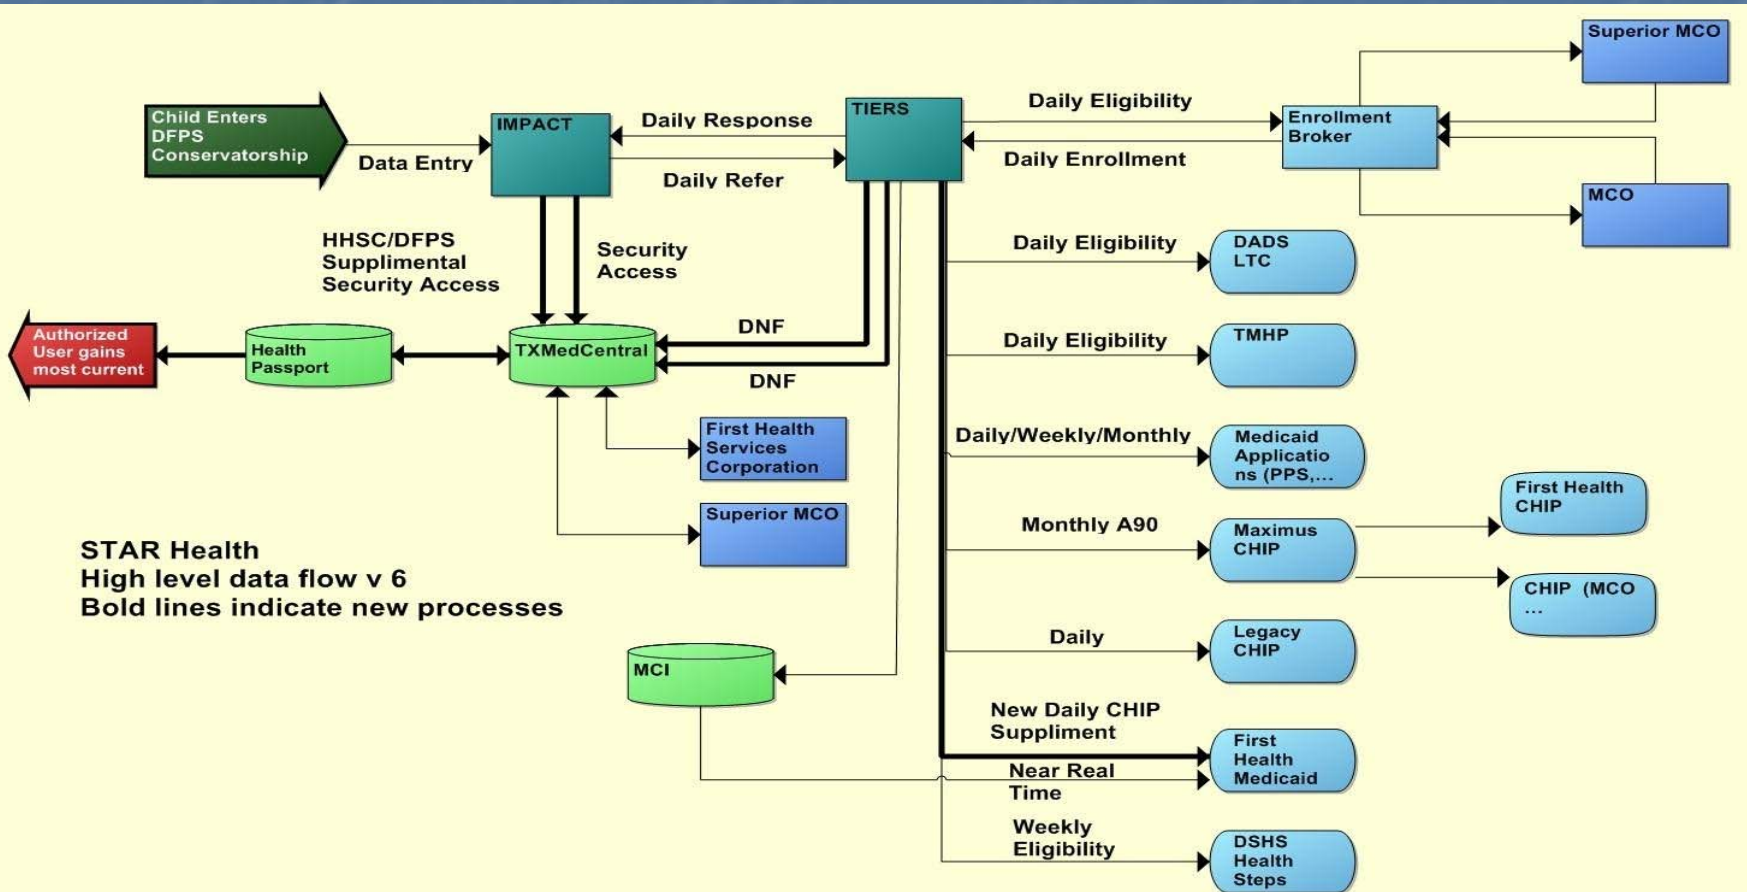 Superior MCO
Child Enters
DFPS
Conservatorship
Data Entry
IMPACT
Daily Response
Daily Refer
TIERS
Daily Eligibility
Daily Enrollment
Enrollment
Broker
MCO
HHSC/DFPS
Supplimental
Security Access
Security
Access
Daily Eligibility
DADS
LTC
Authorized
User gains
most current
Health
Passport
TXMedCentral
DNF
DNF
Daily Eligibility
TMHP
First Health
Services
Corporation
Daily/Weekly/Monthly
Medicaid
Applicatio
ns (PPS,...
Superior MCO
Monthly A90
Maximus
CHIP
First Health
CHIP
CHIP (MCO
...
STAR Health
High level data flow v 6
Bold lines indicate new processes
Daily
Legacy
CHIP
MCI
New Daily CHIP
Suppliment
First
Health
Medicaid
Near Real
Time
Weekly
Eligibility
DSHS
Health
Steps